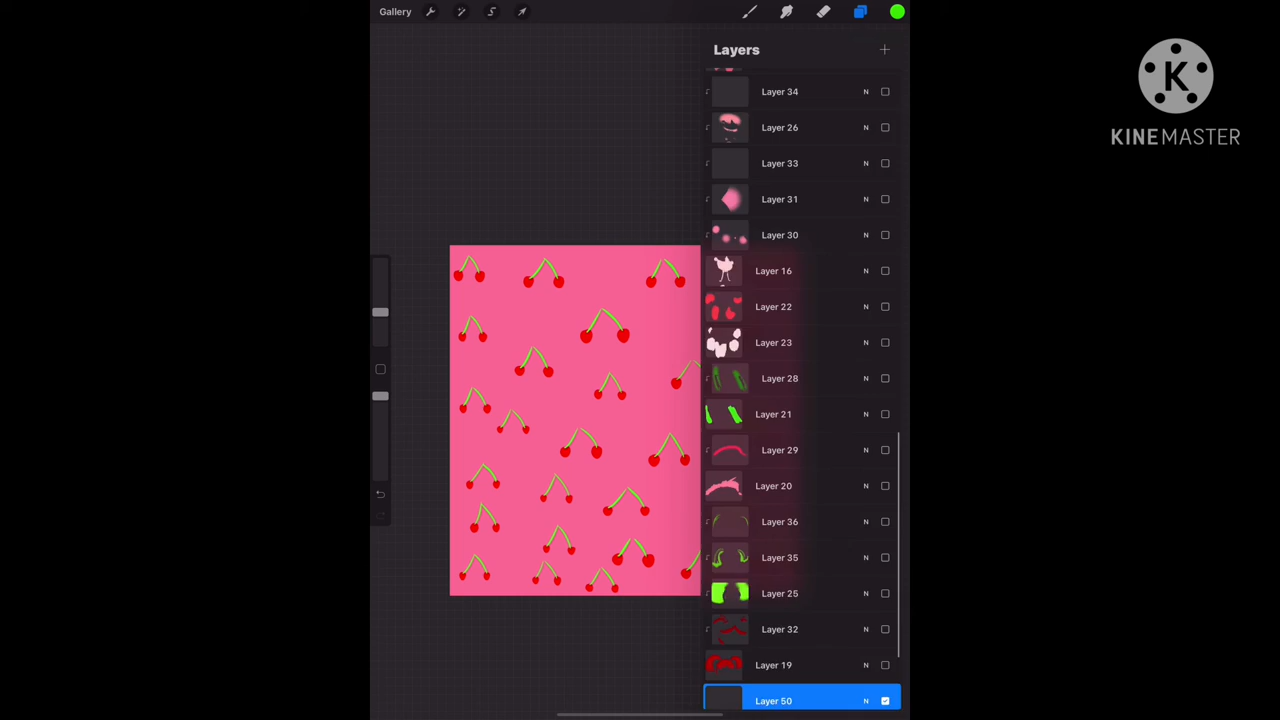 Gallery
Layers
Layer 34 N
Layer 26 N
Layer 33 N
Layer 31 N
Layer 30 N
Layer 16 N
Layer 22 N
Layer 23 N
Layer 28 N
Layer 21 N
Layer 29 N
Layer 20 N
Layer 36 N
Layer 35 N
Layer 25 N
Layer 32 N
Layer 19 N
Layer 50 N
K
KINEMASTER